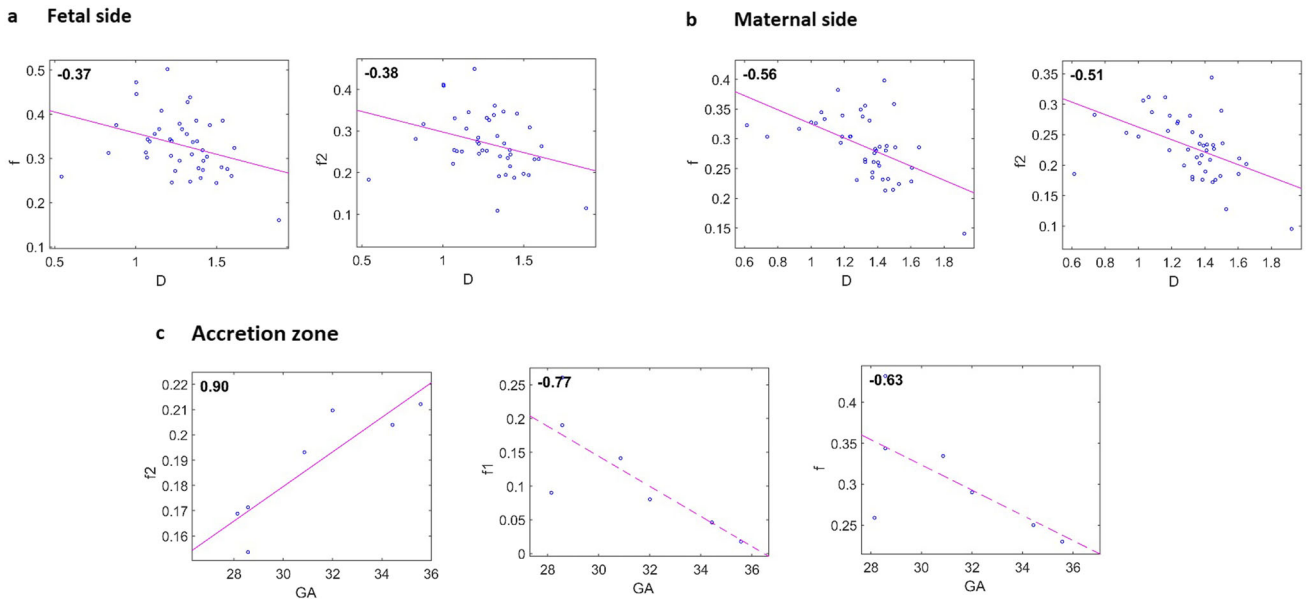 a Fetal side
b Maternal side
-0.37
0.5
0.4
0.3
0.2
0.1
f
0.5 1 1.5
D
-0.38
0.4
0.3
0.2
0.1
f2
0.5 1 1.5
D
-0.56
0.4
0.35
0.3
0.25
0.2
0.15
f
0.6 0.8 1 1.2 1.4 1.6 1.8
D
-0.51
0.35
0.3
0.25
0.2
0.15
0.1
f2
0.6 0.8 1 1.2 1.4 1.6 1.8
D
c Accretion zone
0.90
0.22
0.21
0.2
0.19
0.18
0.17
0.16
f2
28 30 32 34 36
GA
-0.77
0.25
0.2
0.15
0.1
0.05
0
f1
28 30 32 34 36
GA
-0.63
0.4
0.35
0.3
0.25
f
28 30 32 34 36
GA